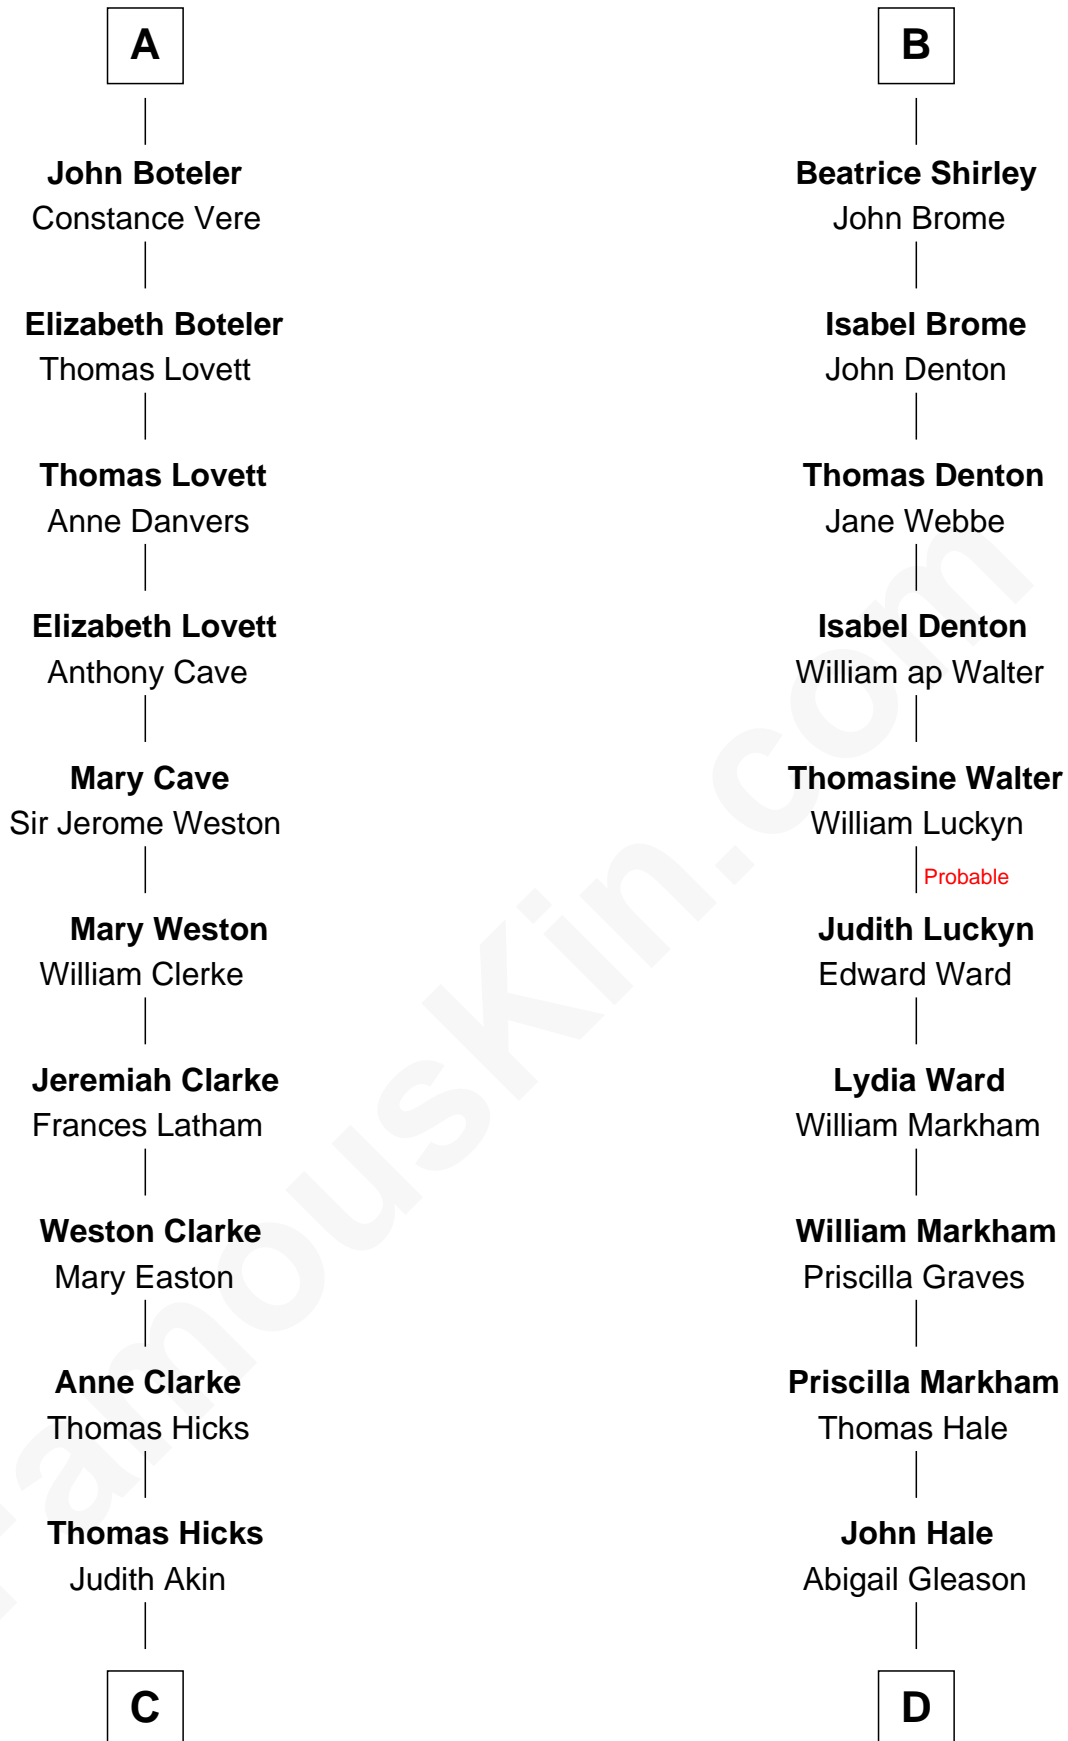 A
John Boteler
Constance Vere
Elizabeth Boteler
Thomas Lovett
Thomas Lovett
Anne Danvers
Elizabeth Lovett
Anthony Cave
Mary Cave
Sir Jerome Weston
Mary Weston
William Clerke
Jeremiah Clarke
Frances Latham
Weston Clarke
Mary Easton
Anne Clarke
Thomas Hicks
Thomas Hicks
Judith Akin
C
B
Beatrice Shirley
John Brome
Isabel Brome
John Denton
Thomas Denton
Jane Webbe
Isabel Denton
William ap Walter
Thomasine Walter
William Luckyn
Probable
Judith Luckyn
Edward Ward
Lydia Ward
William Markham
William Markham
Priscilla Graves
Priscilla Markham
Thomas Hale
John Hale
Abigail Gleason
D
FamousKin.com